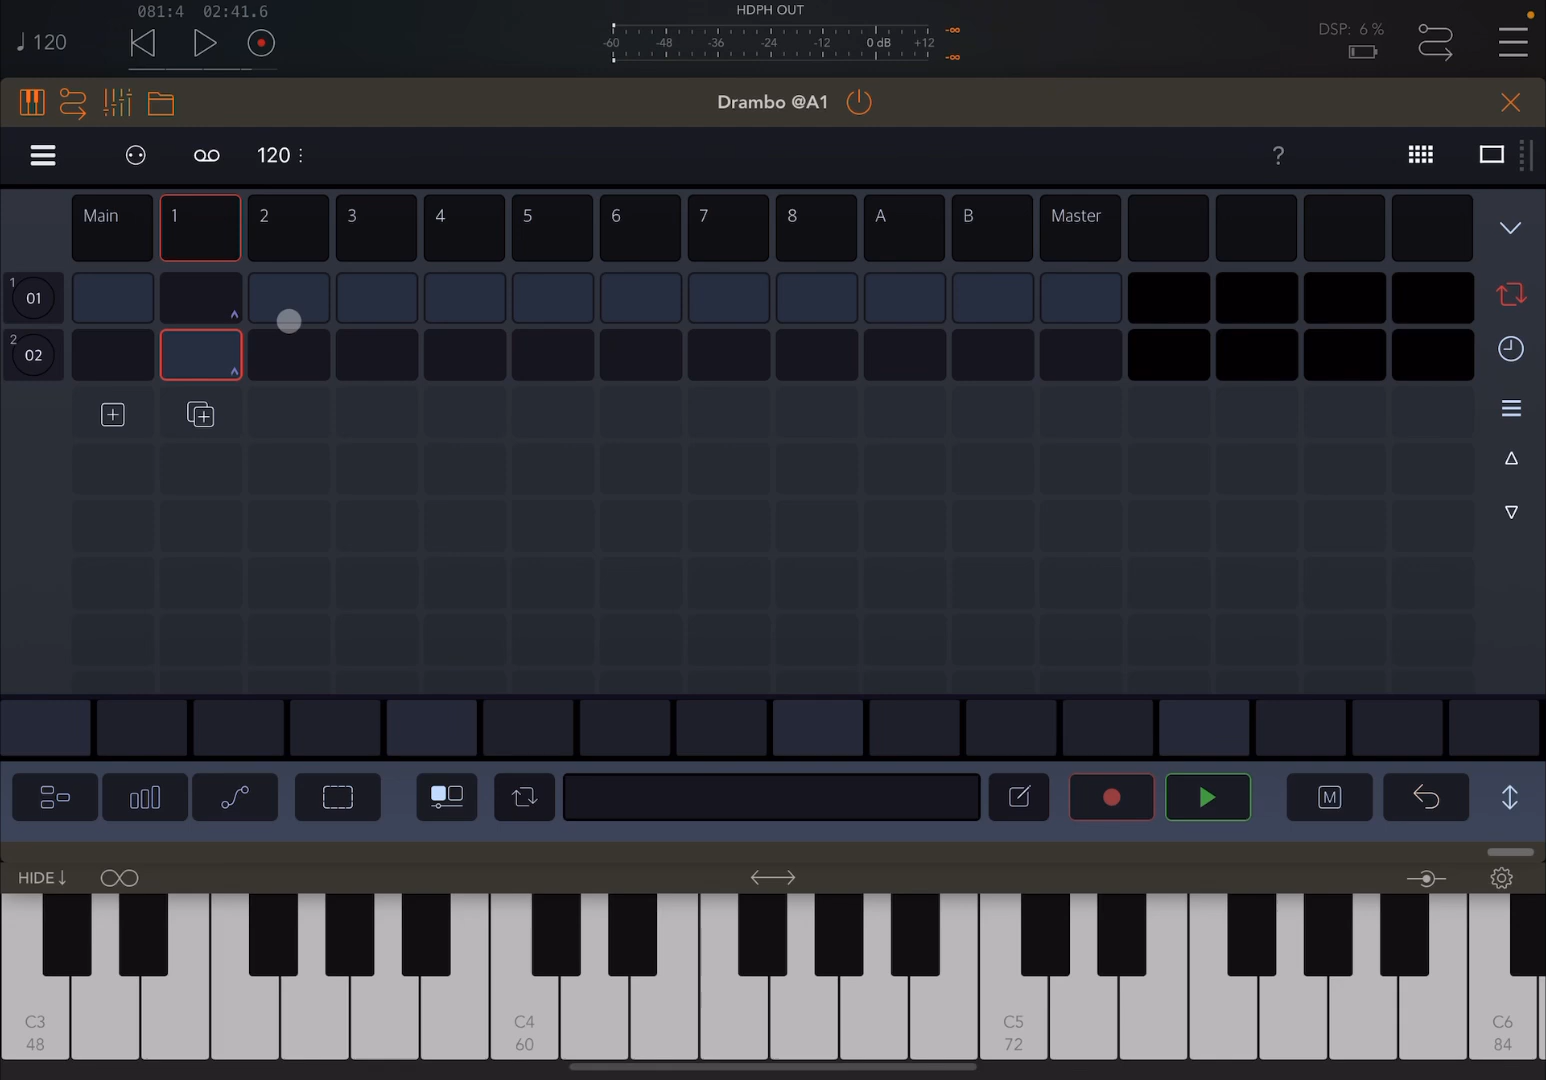 081:4 02:41.6
HDPH OUT
♩ 120
-60 -48 -36 -24 -12 0 dB +12
-∞
-∞
DSP: 6 %
Drambo @A1
120
?
Main 1 2 3 4 5 6 7 8 A B Master
1 01
2 02
M
HIDE↓
C3 C4 C5 C6
48 60 72 84